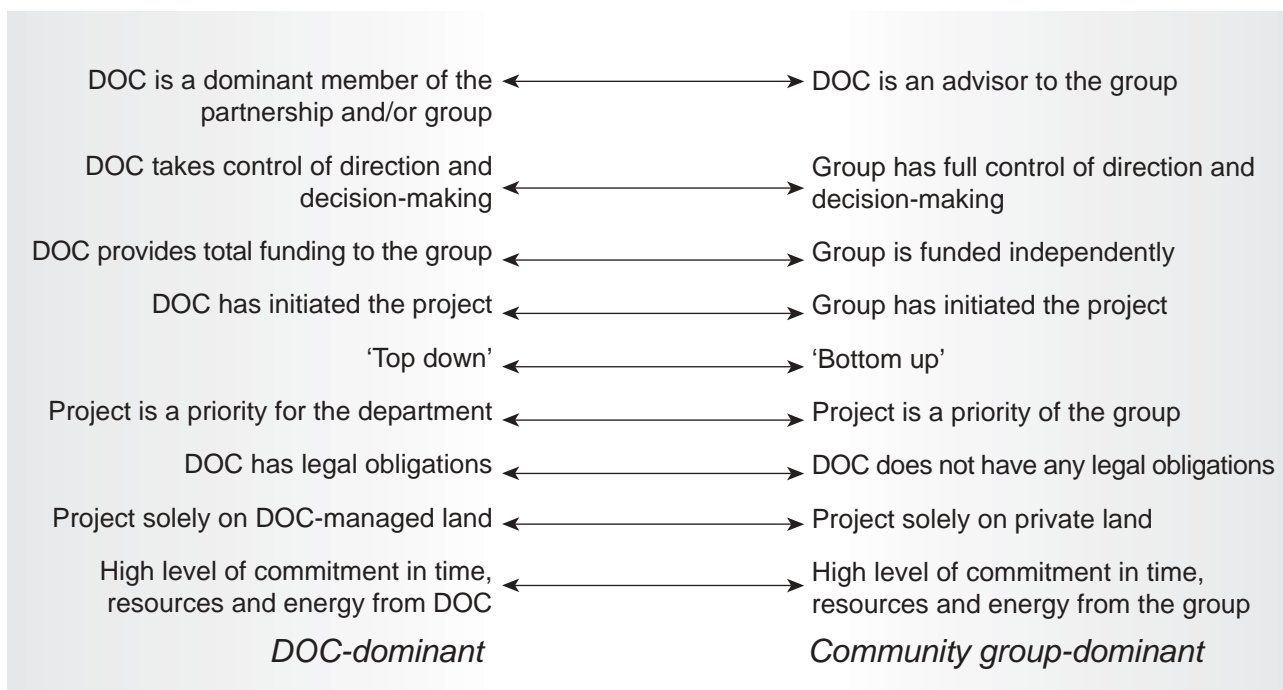 DOC is a dominant member of the
partnership and/or group
DOC is an advisor to the group
DOC takes control of direction and
decision-making
Group has full control of direction and
decision-making
DOC provides total funding to the group
Group is funded independently
DOC has initiated the project
Group has initiated the project
‘Top down’
‘Bottom up’
Project is a priority for the department
Project is a priority of the group
DOC has legal obligations
DOC does not have any legal obligations
Project solely on DOC-managed land
Project solely on private land
High level of commitment in time,
resources and energy from DOC
High level of commitment in time,
resources and energy from the group
DOC-dominant
Community group-dominant